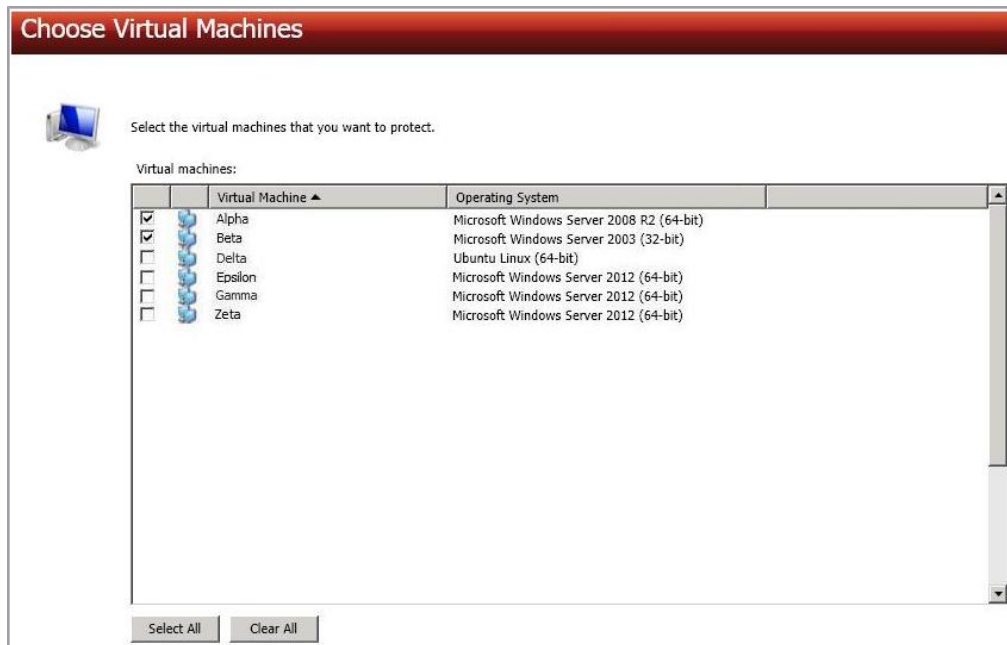 Choose Virtual Machines
Select the virtual machines that you want to protect.
Virtual machines:
Virtual Machine Operating System
Alpha Microsoft Windows Server 2008 R2 (64-bit)
Beta Microsoft Windows Server 2003 (32-bit)
Delta Ubuntu Linux (64-bit)
Epsilon Microsoft Windows Server 2012 (64-bit)
Gamma Microsoft Windows Server 2012 (64-bit)
Zeta Microsoft Windows Server 2012 (64-bit)
Select All Clear All